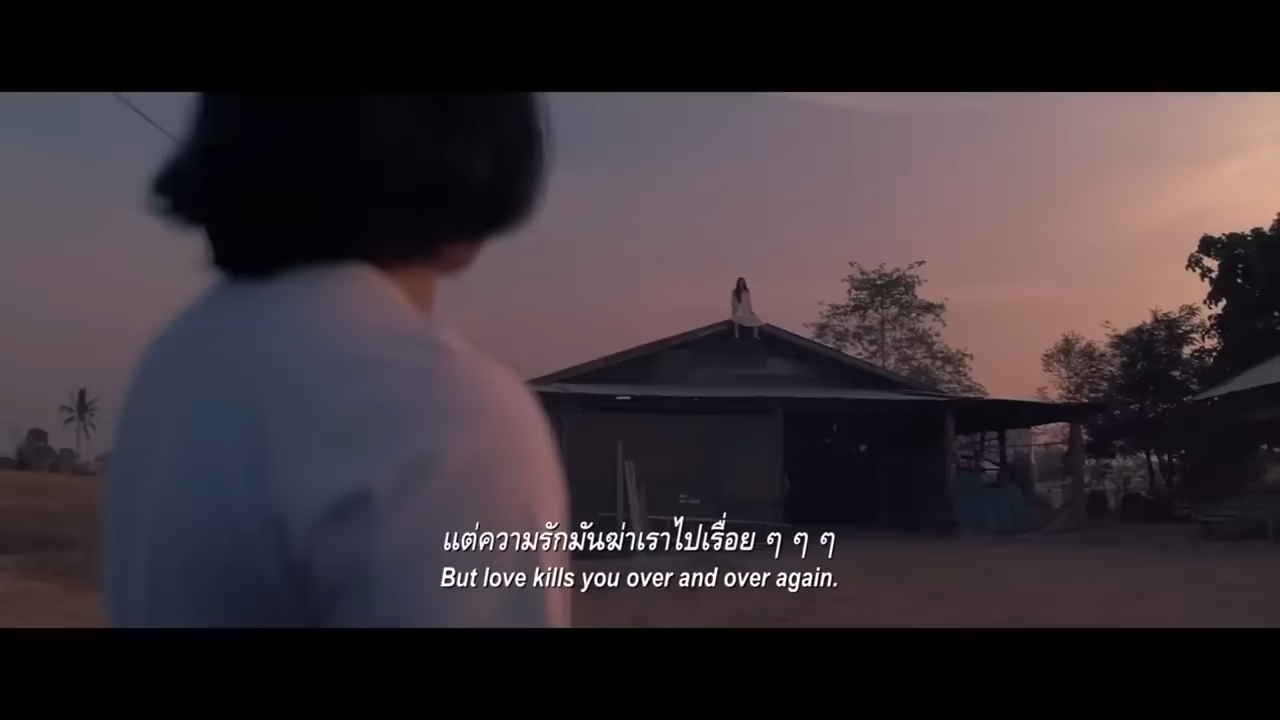 แต่ความรักมันฆ่าเราไปเรื่อย ๆ ๆ ๆ
But love kills you over and over again.